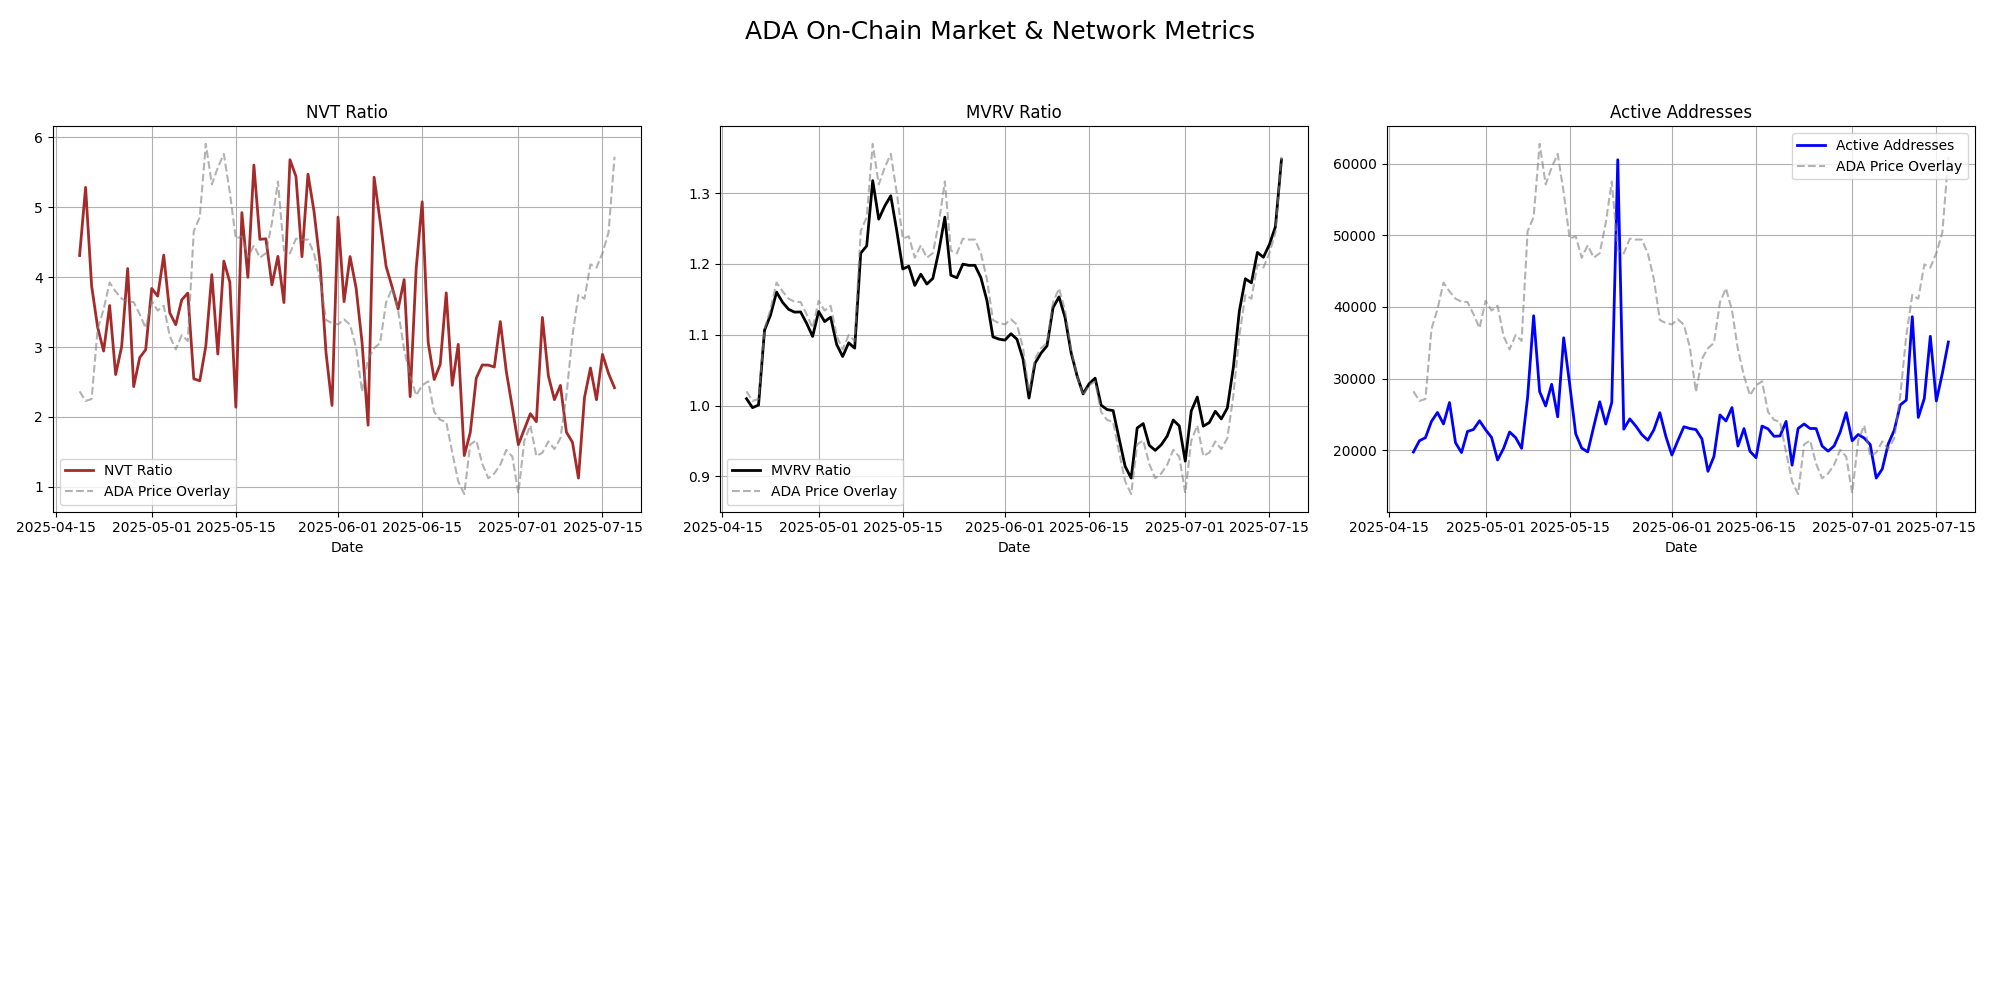 ADA On-Chain Market & Network Metrics
NVT Ratio
6
5
4
3
2
1
NVT Ratio
ADA Price Overlay
2025-04-15 2025-05-01 2025-05-15 2025-06-01 2025-06-15 2025-07-01 2025-07-15
Date
MVRV Ratio
1.3
1.2
1.1
1.0
0.9
MVRV Ratio
ADA Price Overlay
2025-04-15 2025-05-01 2025-05-15 2025-06-01 2025-06-15 2025-07-01 2025-07-15
Date
Active Addresses
Active Addresses
ADA Price Overlay
60000
50000
40000
30000
20000
2025-04-15 2025-05-01 2025-05-15 2025-06-01 2025-06-15 2025-07-01 2025-07-15
Date